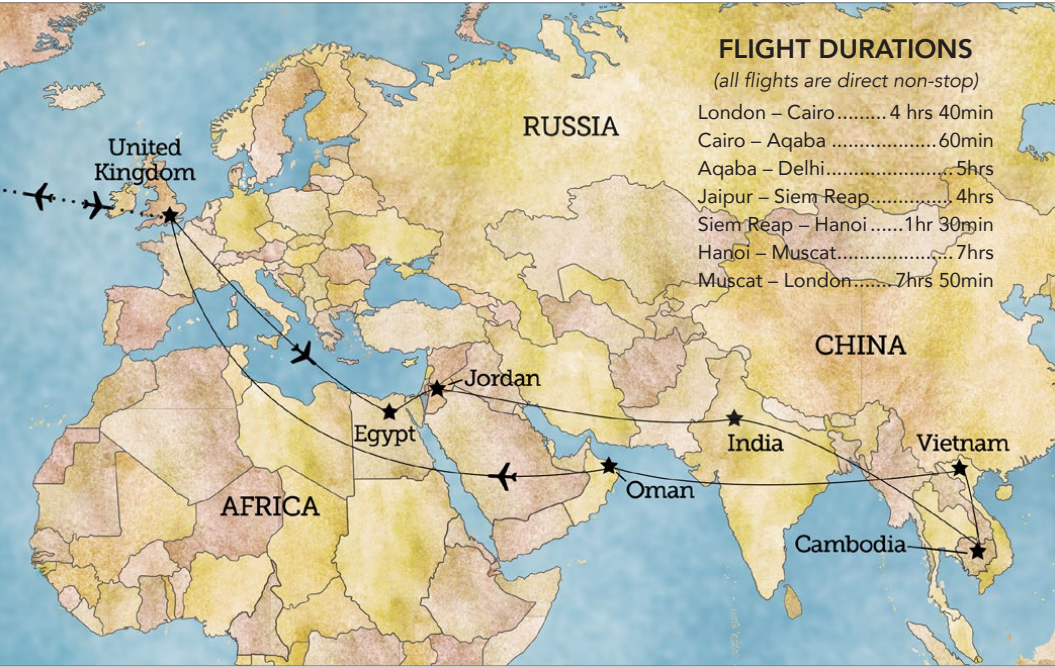 FLIGHT DURATIONS
(all flights are direct non-stop)
London – Cairo.........4 hrs 40min
Cairo – Aqaba ...................60min
Aqaba – Delhi.......................5hrs
Jaipur – Siem Reap..............4hrs
Siem Reap – Hanoi......1hr 30min
Hanoi – Muscat.....................7hrs
Muscat – London.......7hrs 50min
RUSSIA
United
Kingdom
CHINA
Jordan
Egypt
India
Vietnam
Oman
AFRICA
Cambodia